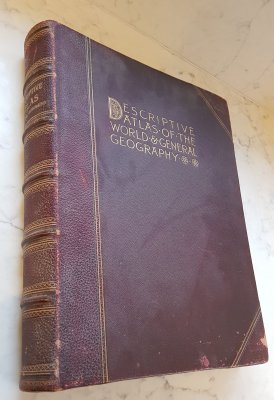 DESCRIPTIVE
ATLAS·OF·THE
WORLD·&·GENERAL
GEOGRAPHY·